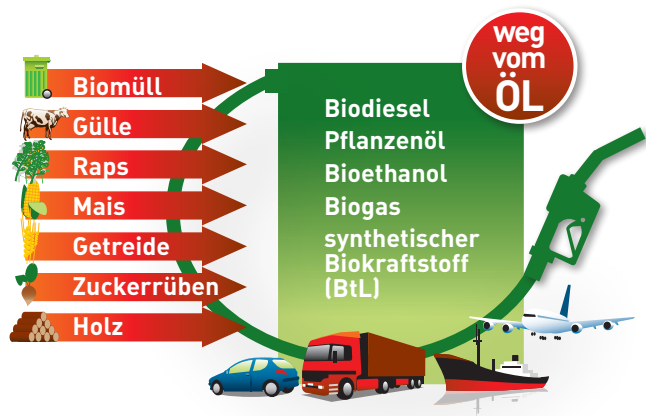 Biomüll
Gülle
Raps
Mais
Getreide
Zuckerrüben
Holz
Biodiesel
Pflanzenöl
Bioethanol
Biogas
synthetischer
Biokraftstoff
(BtL)
weg
vom
ÖL